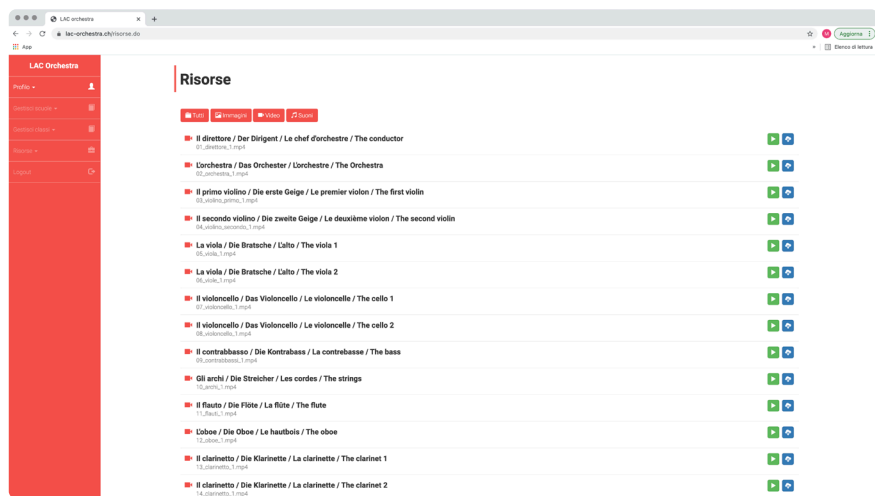 LAC orchestra
lac-orchestra.ch/risorse.do
Aggiorna
App
Elenco di lettura
LAC Orchestra
Profilo
Gestisci scuole
Gestisci classi
Risorse
Logout
Risorse
Tutti Immagini Video Suoni
Il direttore / Der Dirigent / Le chef d'orchestre / The conductor
01_direttore_1.mp4
L'orchestra / Das Orchester / L'orchestre / The Orchestra
02_orchestra_1.mp4
Il primo violino / Die erste Geige / Le premier violon / The first violin
03_violino_primo_1.mp4
Il secondo violino / Die zweite Geige / Le deuxième violon / The second violin
04_violino_secondo_1.mp4
La viola / Die Bratsche / L'alto / The viola 1
05_viola_1.mp4
La viola / Die Bratsche / L'alto / The viola 2
06_viole_1.mp4
Il violoncello / Das Violoncello / Le violoncelle / The cello 1
07_violoncello_1.mp4
Il violoncello / Das Violoncello / Le violoncelle / The cello 2
08_violoncello_1.mp4
Il contrabbasso / Die Kontrabass / La contrebasse / The bass
09_contrabbassi_1.mp4
Gli archi / Die Streicher / Les cordes / The strings
10_archi_1.mp4
Il flauto / Die Flöte / La flûte / The flute
11_flauti_1.mp4
L'oboe / Die Oboe / Le hautbois / The oboe
12_oboe_1.mp4
Il clarinetto / Die Klarinette / La clarinette / The clarinet 1
13_clarinetto_1.mp4
Il clarinetto / Die Klarinette / La clarinette / The clarinet 2
14_clarinetto_1.mp4